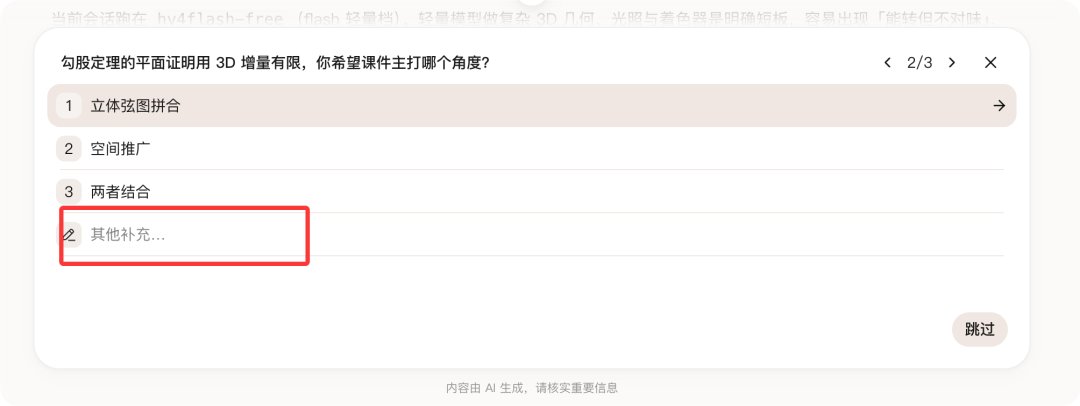 当前会话跑在 hy4flash-free （flash 轻量档），轻量模型做复杂 3D 几何、光照与着色器是明确短板，容易出现「能转但不对味」、
勾股定理的平面证明用 3D 增量有限，你希望课件主打哪个角度？
2/3
1 立体弦图拼合
2 空间推广
3 两者结合
其他补充...
跳过
内容由 AI 生成，请核实重要信息